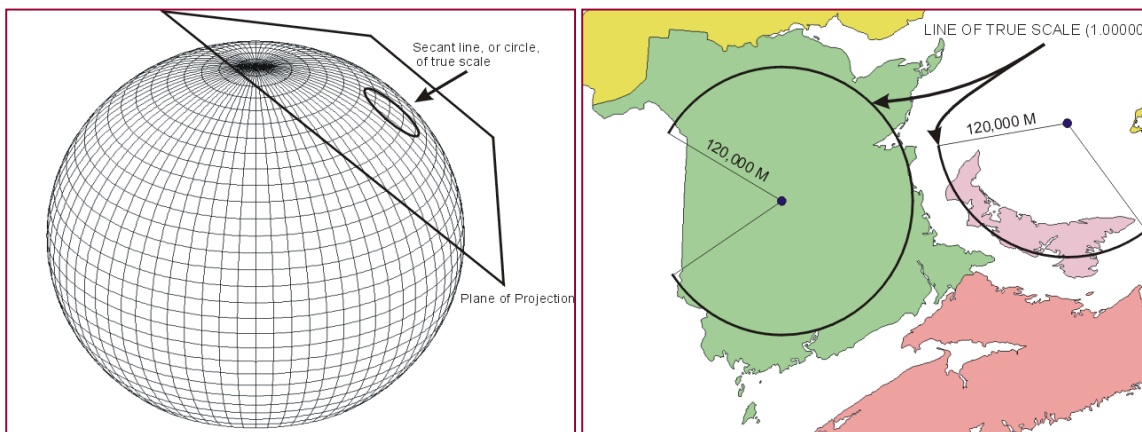 Secant line, or circle,
of true scale
Plane of Projection
LINE OF TRUE SCALE (1.00000
120,000 M
120,000 M